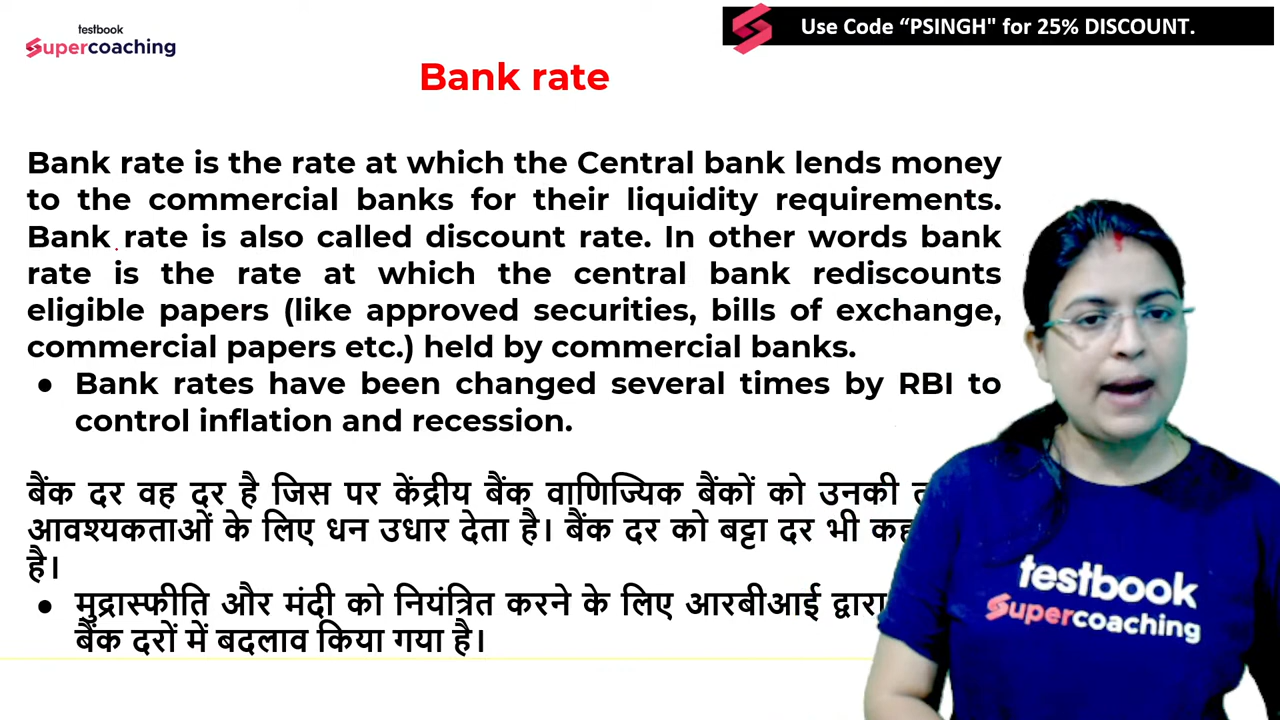 testbook
Supercoaching
Use Code “PSINGH" for 25% DISCOUNT.
Bank rate
Bank rate is the rate at which the Central bank lends money
to the commercial banks for their liquidity requirements.
Bank rate is also called discount rate. In other words bank
rate is the rate at which the central bank rediscounts
eligible papers (like approved securities, bills of exchange,
commercial papers etc.) held by commercial banks.
● Bank rates have been changed several times by RBI to
control inflation and recession.
बैंक दर वह दर है जिस पर केंद्रीय बैंक वाणिज्यिक बैंकों को उनकी
आवश्यकताओं के लिए धन उधार देता है। बैंक दर को बट्टा दर भी
है।
● मुद्रास्फीति और मंदी को नियंत्रित करने के लिए आरबीआई द्वारा
बैंक दरों में बदलाव किया गया है।
testbook
Supercoaching